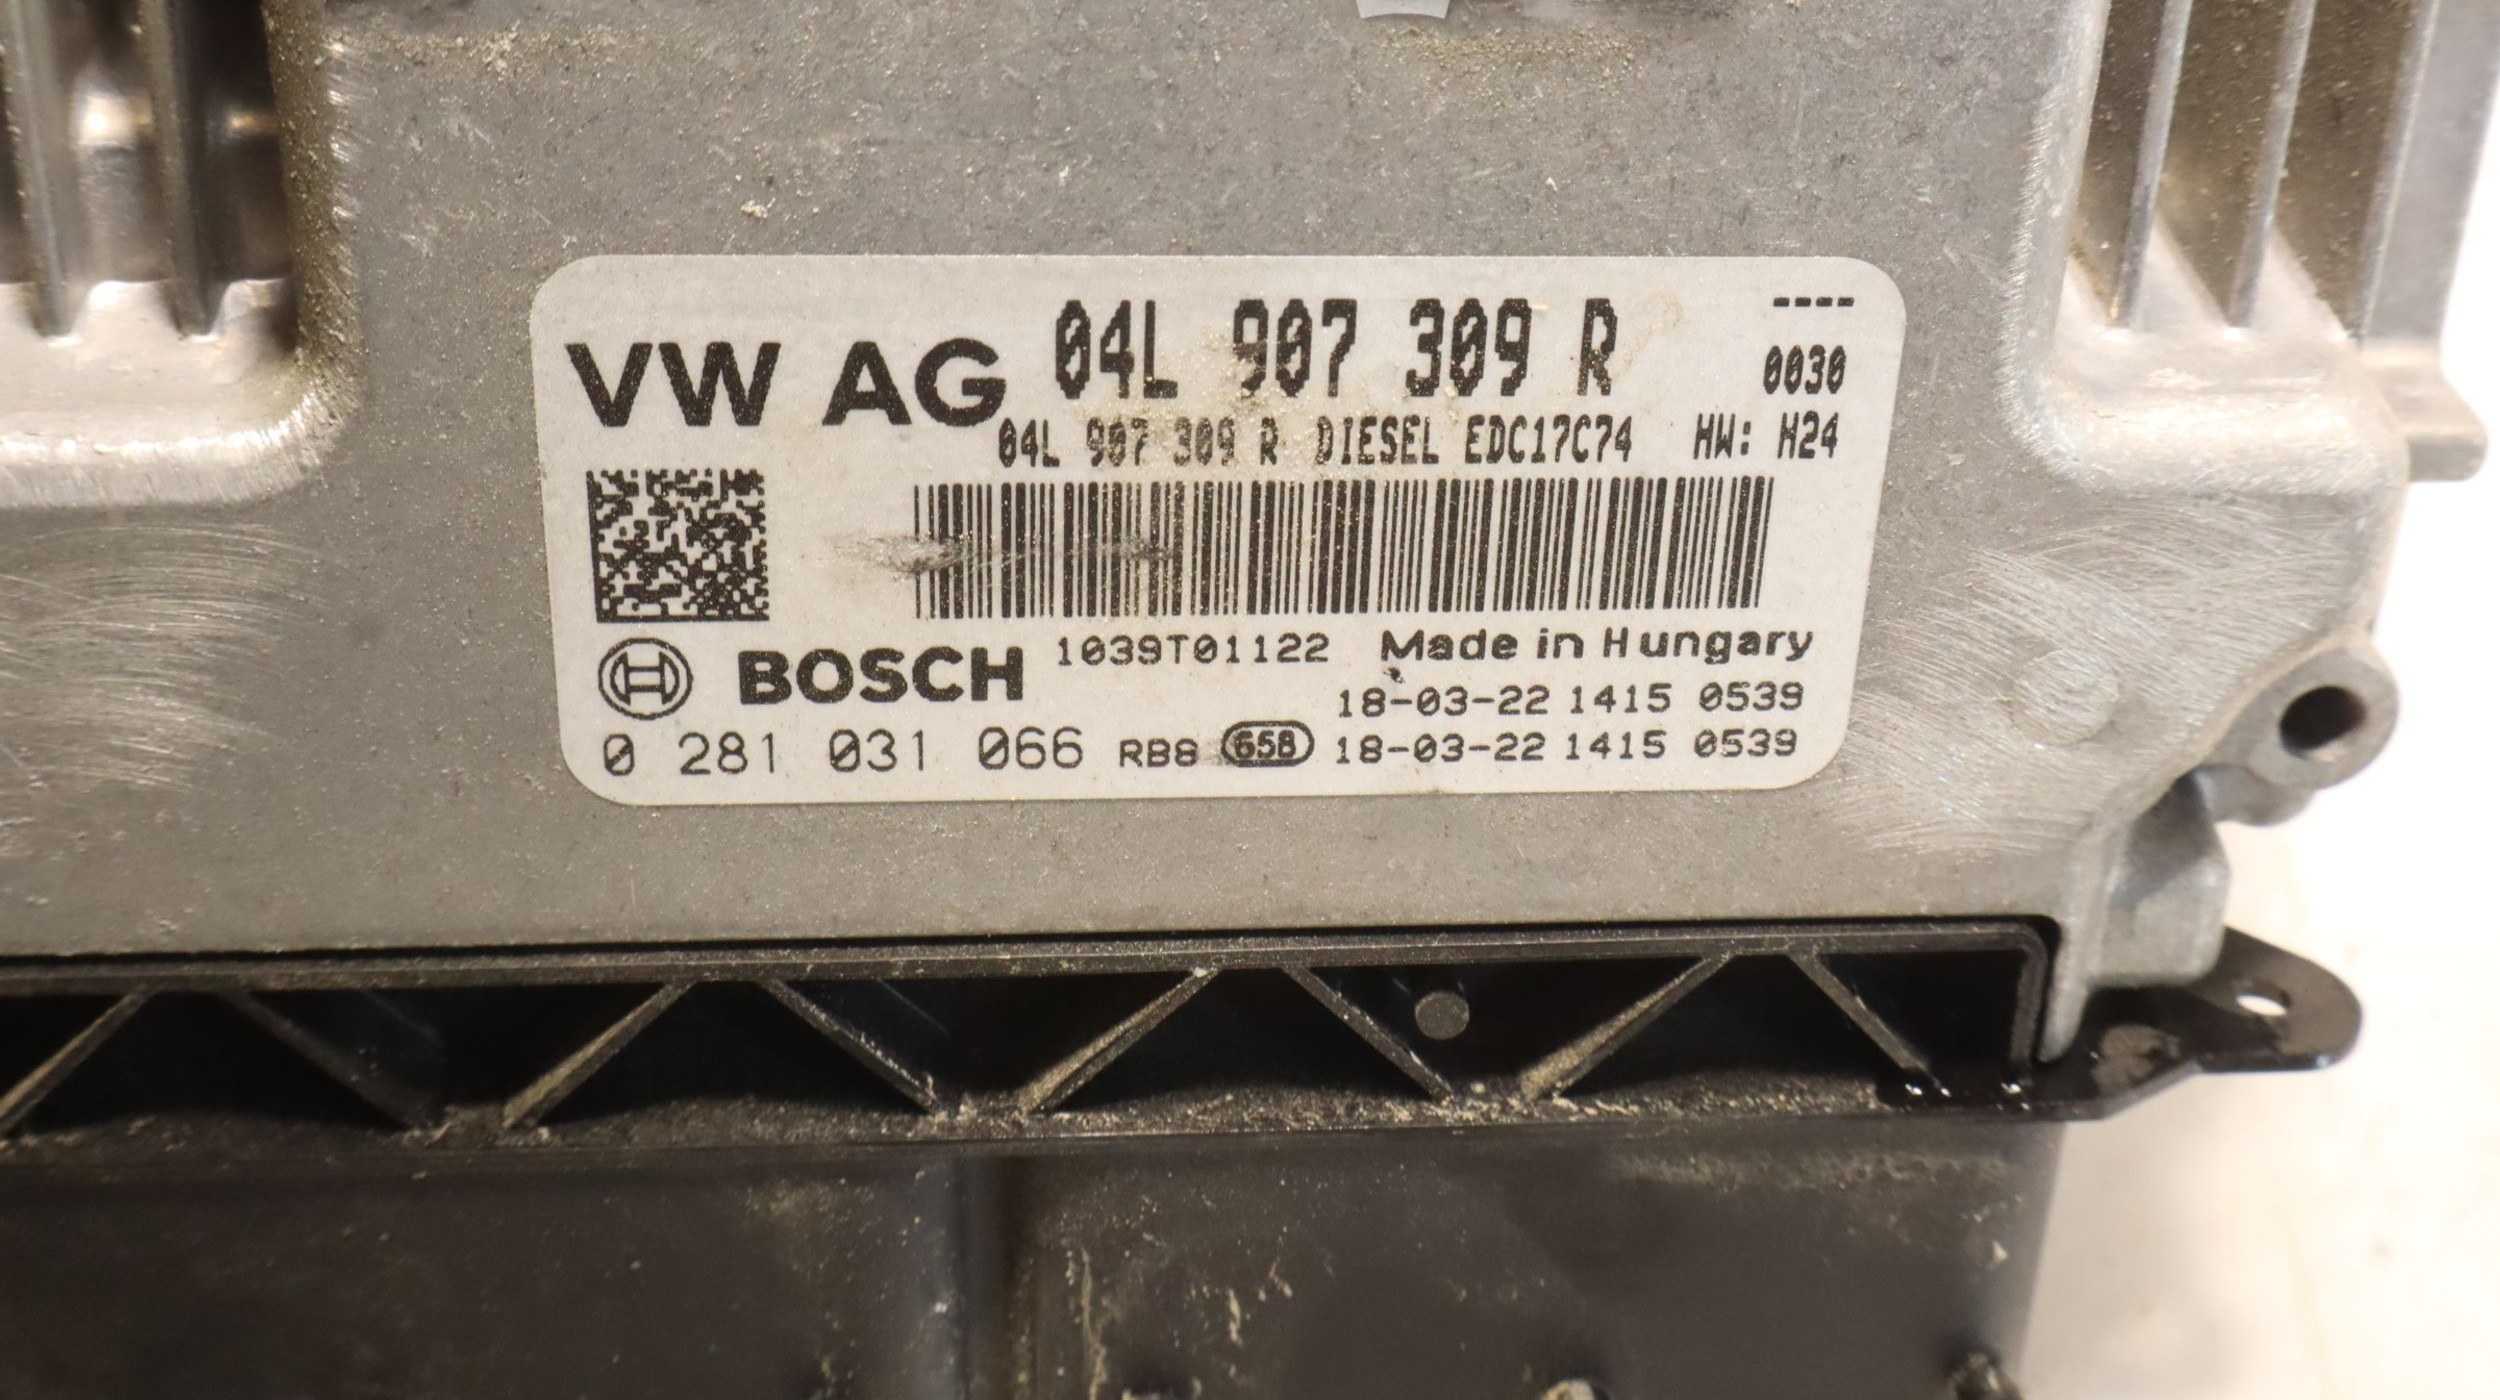 VW AG 04L 907 309 R ----
0030
04L 907 309 R DIESEL EDC17C74 HW: H24
BOSCH 1039T01122 Made in Hungary
18-03-22 1415 0539
0 281 031 066 RB8 658 18-03-22 1415 0539